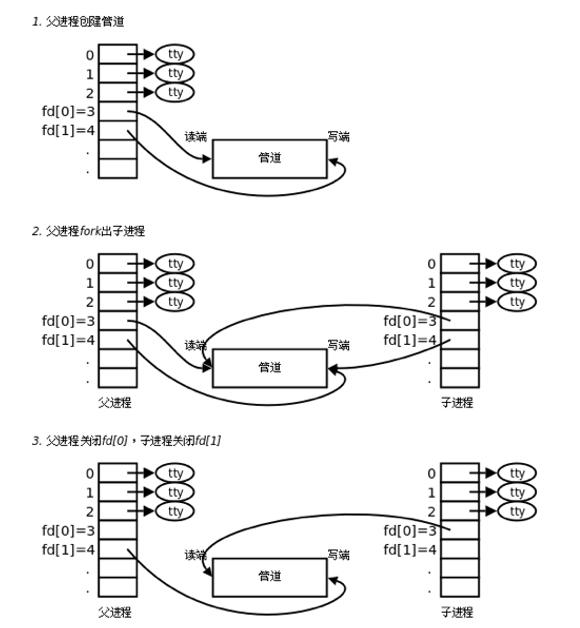 1. 父进程创建管道
0 tty
1 tty
2 tty
fd[0]=3
fd[1]=4
.
.
读端 写端
管道
2. 父进程fork出子进程
0 tty 0 tty
1 tty 1 tty
2 tty 2 tty
fd[0]=3 fd[0]=3
fd[1]=4 读端 写端 fd[1]=4
. 管道 .
. .
父进程 子进程
3. 父进程关闭fd[0]，子进程关闭fd[1]
0 tty 0 tty
1 tty 1 tty
2 tty 2 tty
fd[0]=3 fd[0]=3
fd[1]=4 读端 写端 fd[1]=4
. 管道 .
. .
父进程 子进程